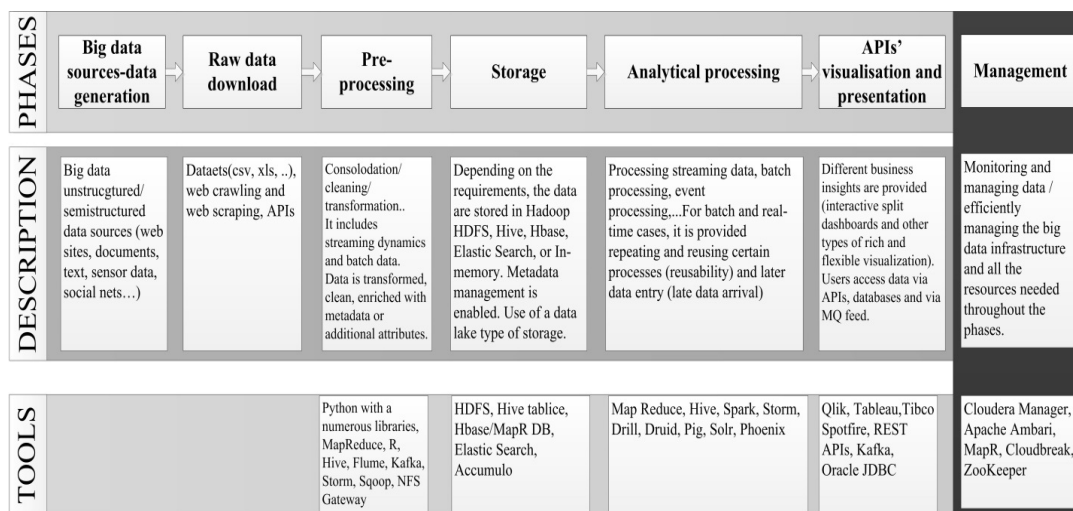 PHASES
Big data
sources-data
generation
Raw data
download
Pre-
processing
Storage
Analytical processing
APIs’
visualisation and
presentation
Management
DESCRIPTION
Big data
unstrucgtured/
semistructured
data sources (web
sites, documents,
text, sensor data,
social nets…)
Dataets(csv, xls, ..),
web crawling and
web scraping, APIs
Consolodation/
cleaning/
transformation..
It includes
streaming dynamics
and batch data.
Data is transformed,
clean, enriched with
metadata or
additional attributes.
Depending on the
requirements, the data
are stored in Hadoop
HDFS, Hive, Hbase,
Elastic Search, or In-
memory. Metadata
management is
enabled. Use of a data
lake type of storage.
Processing streaming data, batch
processing, event
processing,...For batch and real-
time cases, it is provided
repeating and reusing certain
processes (reusability) and later
data entry (late data arrival)
Different business
insights are provided
(interactive split
dashboards and other
types of rich and
flexible visualization).
Users access data via
APIs, databases and via
MQ feed.
Monitoring and
managing data /
efficiently
managing the big
data infrastructure
and all the
resources needed
throughout the
phases.
TOOLS
Python with a
numerous libraries,
MapReduce, R,
Hive, Flume, Kafka,
Storm, Sqoop, NFS
Gateway
HDFS, Hive tablice,
Hbase/MapR DB,
Elastic Search,
Accumulo
Map Reduce, Hive, Spark, Storm,
Drill, Druid, Pig, Solr, Phoenix
Qlik, Tableau,Tibco
Spotfire, REST
APIs, Kafka,
Oracle JDBC
Cloudera Manager,
Apache Ambari,
MapR, Cloudbreak,
ZooKeeper